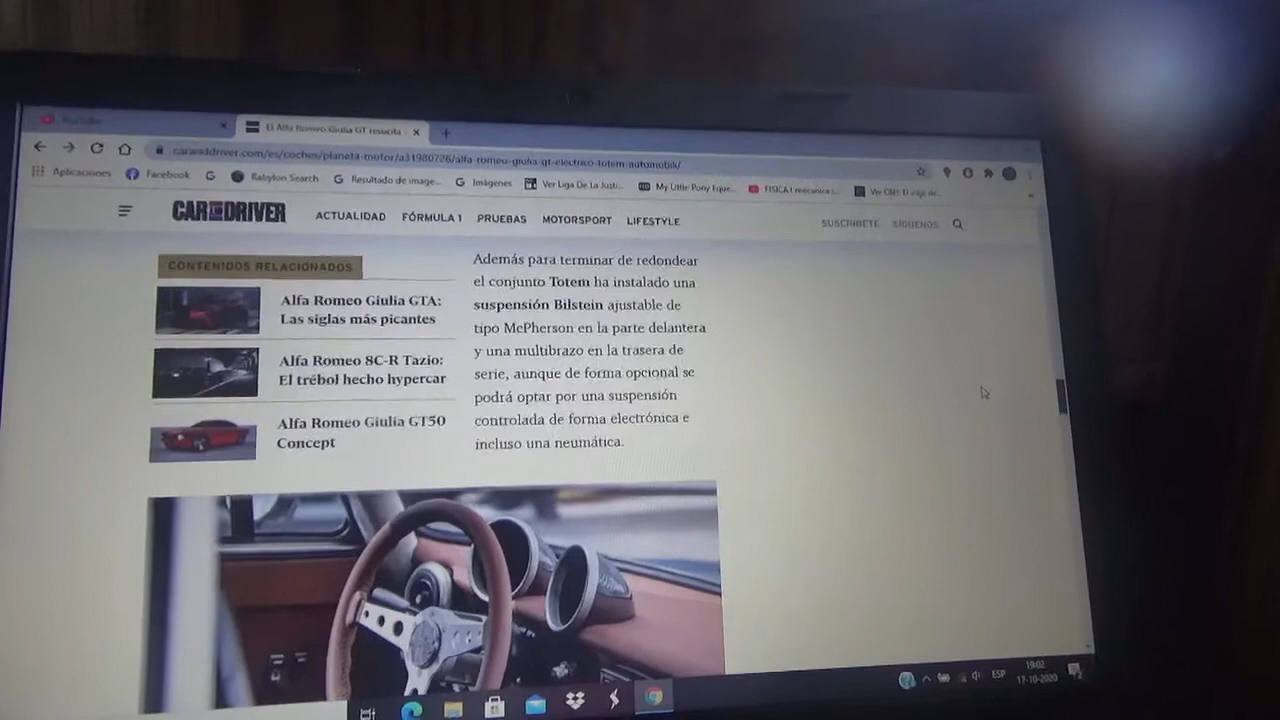 YouTube
El Alfa Romeo Giulia GT resucita
caranddriver.com/es/coches/planeta-motor/a31980726/alfa-romeo-giulia-gt-electrico-totem-automobili/
Aplicaciones
Facebook
Babylon Search
Resultado de image...
Imágenes
Ver Liga De La Justi...
My Little Pony Eque...
CAR AND DRIVER
ACTUALIDAD
FÓRMULA 1
PRUEBAS
MOTORSPORT
LIFESTYLE
SUSCRÍBETE
SÍGUENOS
CONTENIDOS RELACIONADOS
Alfa Romeo Giulia GTA:
Las siglas más picantes
Alfa Romeo 8C-R Tazio:
El trébol hecho hypercar
Alfa Romeo Giulia GT50
Concept
Además para terminar de redondear
el conjunto Totem ha instalado una
suspensión Bilstein ajustable de
tipo McPherson en la parte delantera
y una multibrazo en la trasera de
serie, aunque de forma opcional se
podrá optar por una suspensión
controlada de forma electrónica e
incluso una neumática.
ESP
19:02
17-10-2020